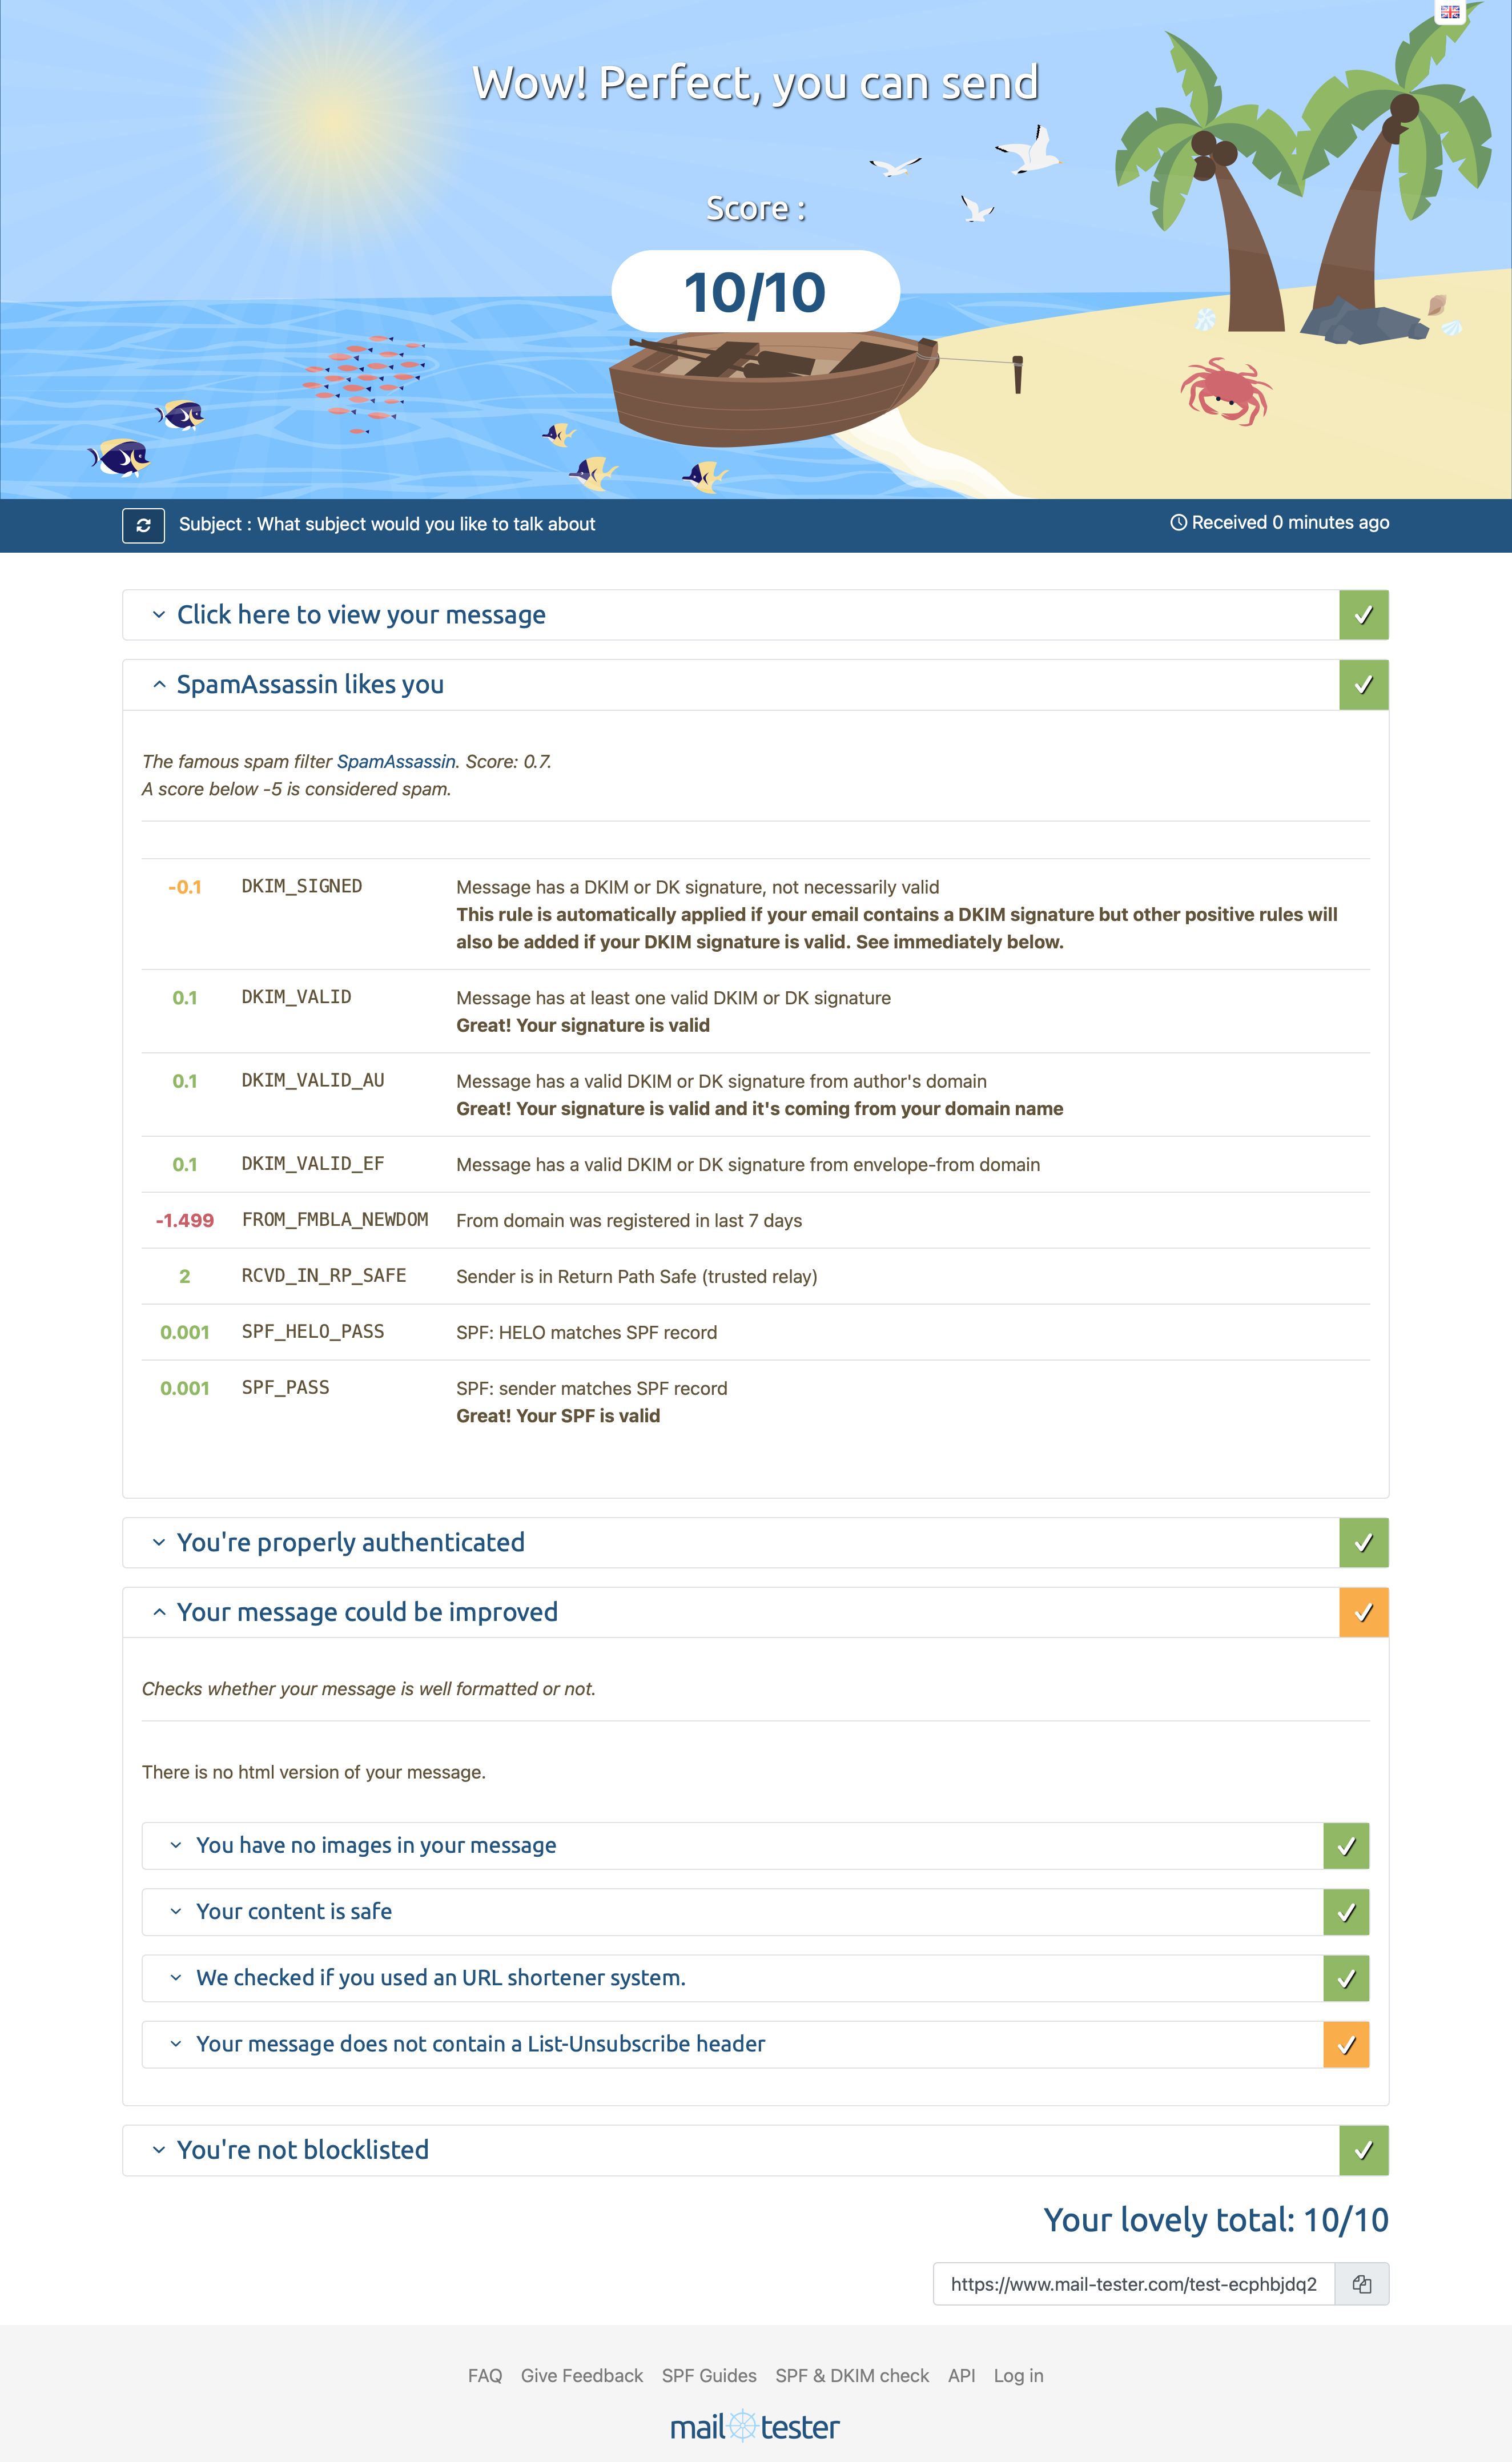 Wow! Perfect, you can send
Score :
10/10
Subject : What subject would you like to talk about
Received 0 minutes ago
Click here to view your message
SpamAssassin likes you
The famous spam filter SpamAssassin. Score: 0.7.
A score below -5 is considered spam.
-0.1 DKIM_SIGNED Message has a DKIM or DK signature, not necessarily valid
This rule is automatically applied if your email contains a DKIM signature but other positive rules will
also be added if your DKIM signature is valid. See immediately below.
0.1 DKIM_VALID Message has at least one valid DKIM or DK signature
Great! Your signature is valid
0.1 DKIM_VALID_AU Message has a valid DKIM or DK signature from author's domain
Great! Your signature is valid and it's coming from your domain name
0.1 DKIM_VALID_EF Message has a valid DKIM or DK signature from envelope-from domain
-1.499 FROM_FMBLA_NEWDOM From domain was registered in last 7 days
2 RCVD_IN_RP_SAFE Sender is in Return Path Safe (trusted relay)
0.001 SPF_HELO_PASS SPF: HELO matches SPF record
0.001 SPF_PASS SPF: sender matches SPF record
Great! Your SPF is valid
You're properly authenticated
Your message could be improved
Checks whether your message is well formatted or not.
There is no html version of your message.
You have no images in your message
Your content is safe
We checked if you used an URL shortener system.
Your message does not contain a List-Unsubscribe header
You're not blocklisted
Your lovely total: 10/10
https://www.mail-tester.com/test-ecphbjdq2
FAQ Give Feedback SPF Guides SPF & DKIM check API Log in
mail tester